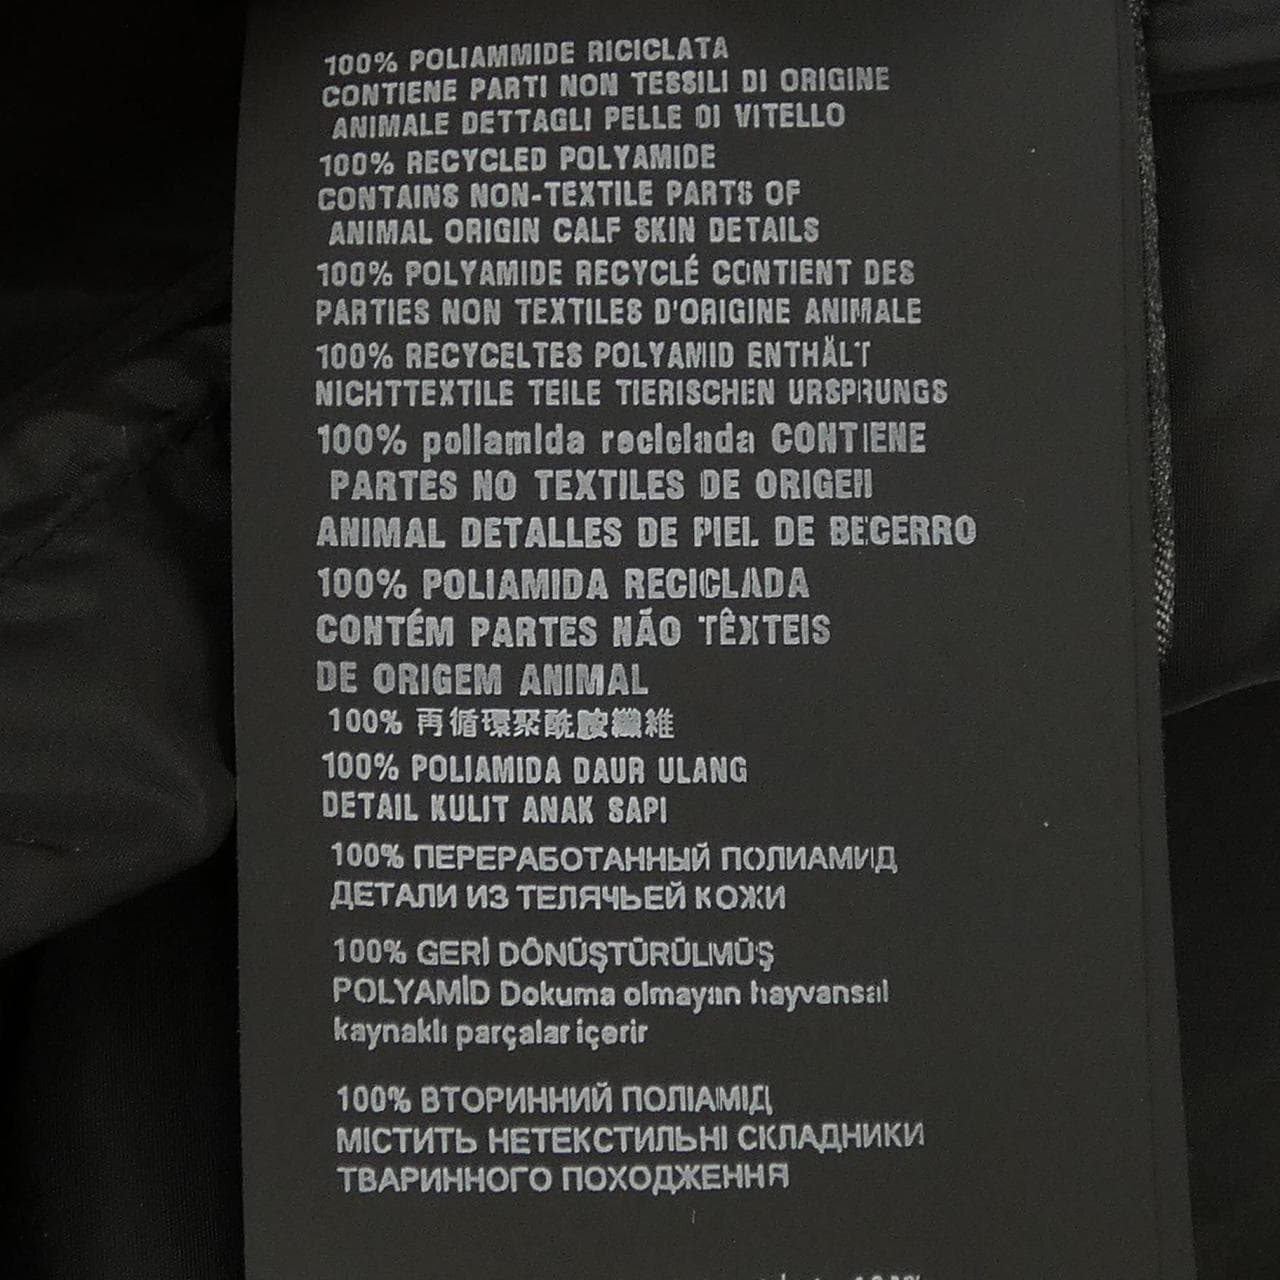 100% POLIAMMIDE RICICLATA
CONTIENE PARTI NON TESSILI DI ORIGINE
ANIMALE DETTAGLI PELLE DI VITELLO
100% RECYCLED POLYAMIDE
CONTAINS NON-TEXTILE PARTS OF
ANIMAL ORIGIN CALF SKIN DETAILS
100% POLYAMIDE RECYCLÉ CONTIENT DES
PARTIES NON TEXTILES D'ORIGINE ANIMALE
100% RECYCELTES POLYAMID ENTHÄLT
NICHTTEXTILE TEILE TIERISCHEN URSPRUNGS
100% poliamida reciclada CONTIENE
PARTES NO TEXTILES DE ORIGEN
ANIMAL DETALLES DE PIEL DE BECERRO
100% POLIAMIDA RECICLADA
CONTÉM PARTES NÃO TÊXTEIS
DE ORIGEM ANIMAL
100% 再循環聚酰胺纖維
100% POLIAMIDA DAUR ULANG
DETAIL KULIT ANAK SAPI
100% ПЕРЕРАБОТАННЫЙ ПОЛИАМИД
ДЕТАЛИ ИЗ ТЕЛЯЧЬЕЙ КОЖИ
100% GERİ DÖNÜŞTÜRÜLMÜŞ
POLYAMİD Dokuma olmayan hayvansal
kaynaklı parçalar içerir
100% ВТОРИННИЙ ПОЛІАМІД
МІСТИТЬ НЕТЕКСТИЛЬНІ СКЛАДНИКИ
ТВАРИННОГО ПОХОДЖЕННЯ